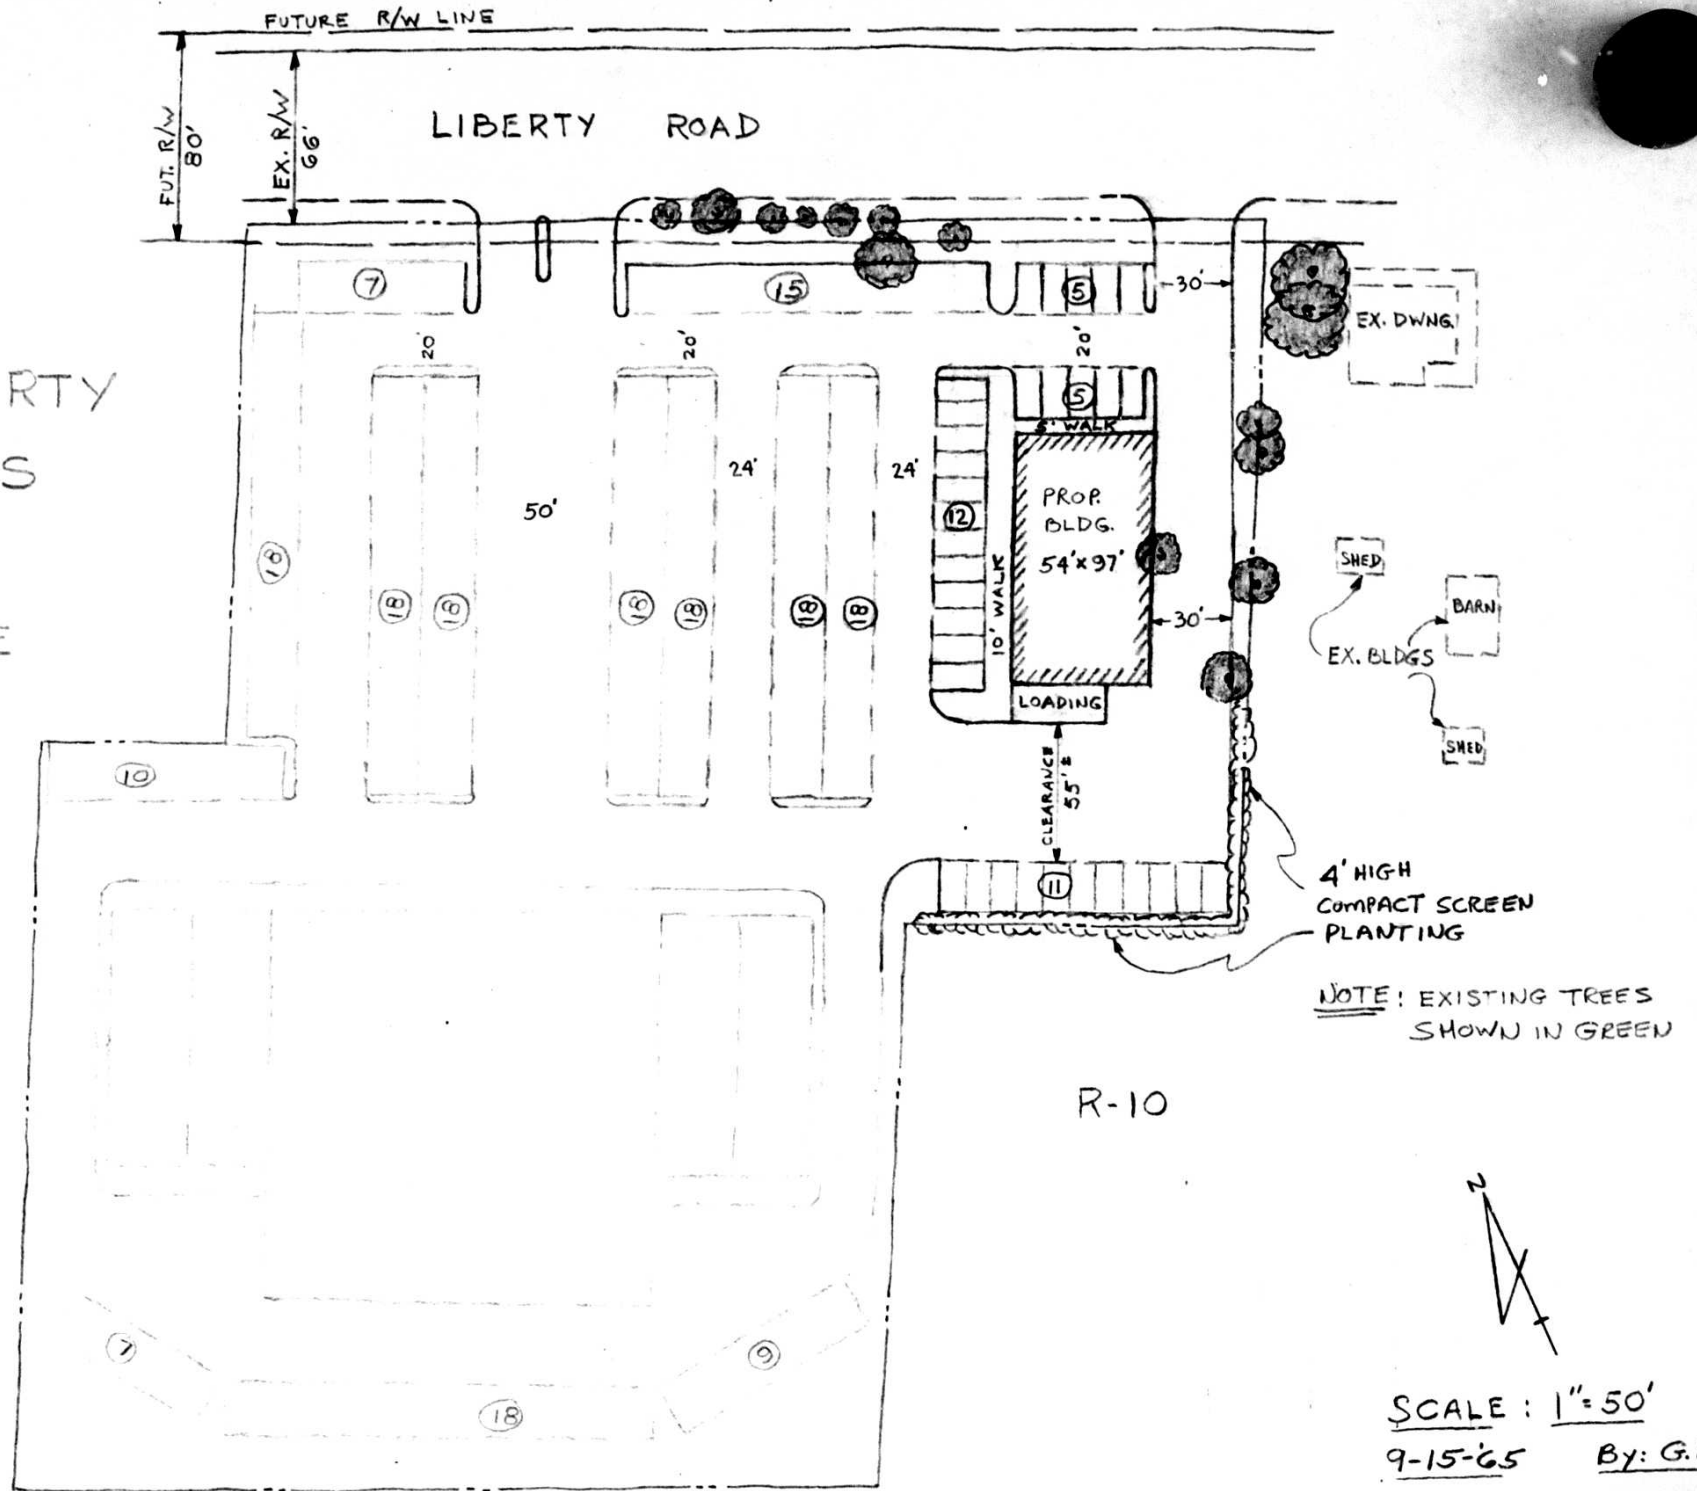 FUTURE R/W LINE
FUT. R/W
80'
EX. R/W
66'
LIBERTY ROAD
7
15
5
30'
EX. DWNG.
20'
20'
20'
RTY
S
E
5
5' WALK
24'
24'
50'
12
PROP.
BLDG.
54'x97'
10' WALK
18
18
18
18
18
18
18
30'
SHED
BARN
EX. BLDGS
SHED
LOADING
10
CLEARANCE
55'±
11
4' HIGH
COMPACT SCREEN
PLANTING
NOTE: EXISTING TREES
SHOWN IN GREEN
R-10
N
7
9
18
SCALE: 1"=50'
9-15-'65 By: G.